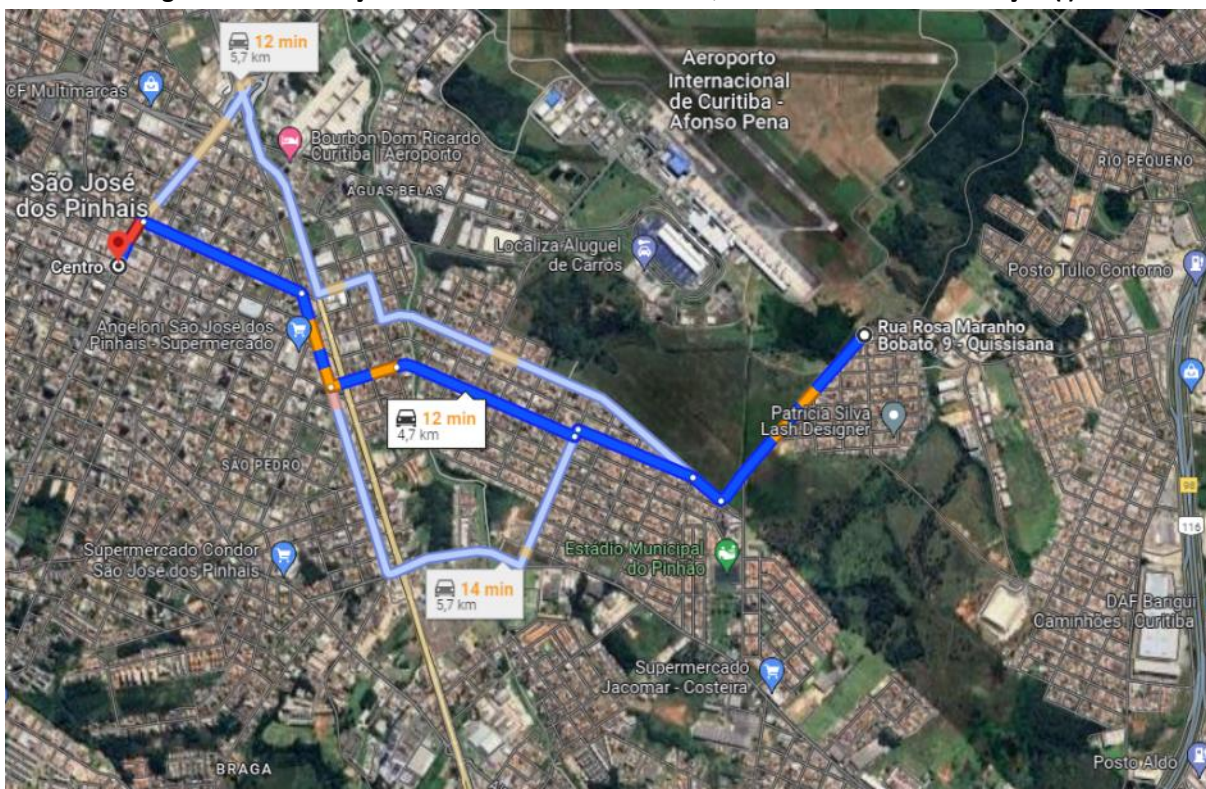 12 min
5,7 km
Aeroporto
Internacional
de Curitiba -
Afonso Pena
CF Multimarcas
Bourbon Dom Ricardo
Curitiba | Aeroporto
RIO PEQUENO
São José
dos Pinhais
ÁGUAS BELAS
Localiza Aluguel
de Carros
Centro
Posto Túlio Contorno
Angeloni São José dos
Pinhais - Supermercado
Rua Rosa Maranho
Bobato, 9 - Quissisana
12 min
4,7 km
Patricia Silva
Lash Designer
SÃO PEDRO
98
116
Supermercado Condor
São José dos Pinhais
Estádio Municipal
do Pinhão
14 min
5,7 km
DAF Barigui
Caminhões | Curitiba
Supermercado
Jacomar - Costeira
BRAGA
Posto Aldo